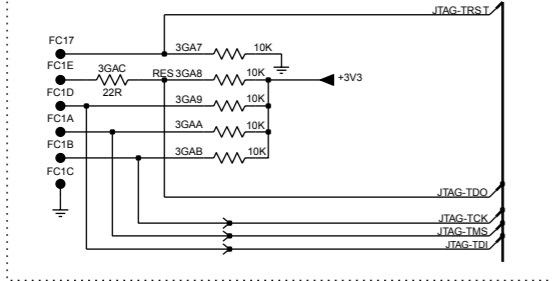 JTAG-TRST
FC17 3GA7 10K
FC1E 3GAC RES 3GA8 10K +3V3
22R
FC1D 3GA9 10K
FC1A 3GAA 10K
FC1B 3GAB 10K
FC1C
JTAG-TDO
JTAG-TCK
JTAG-TMS
JTAG-TDI